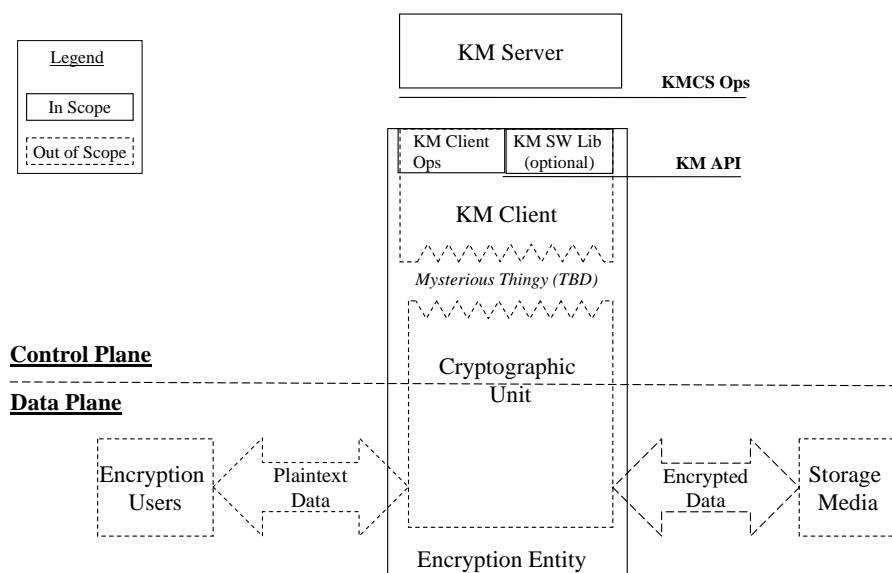 Legend
In Scope
Out of Scope
KM Server
KMCS Ops
KM Client
Ops
KM SW Lib
(optional)
KM API
KM Client
Mysterious Thingy (TBD)
Control Plane
Cryptographic
Unit
Data Plane
Encryption
Users
Plaintext
Data
Encrypted
Data
Storage
Media
Encryption Entity